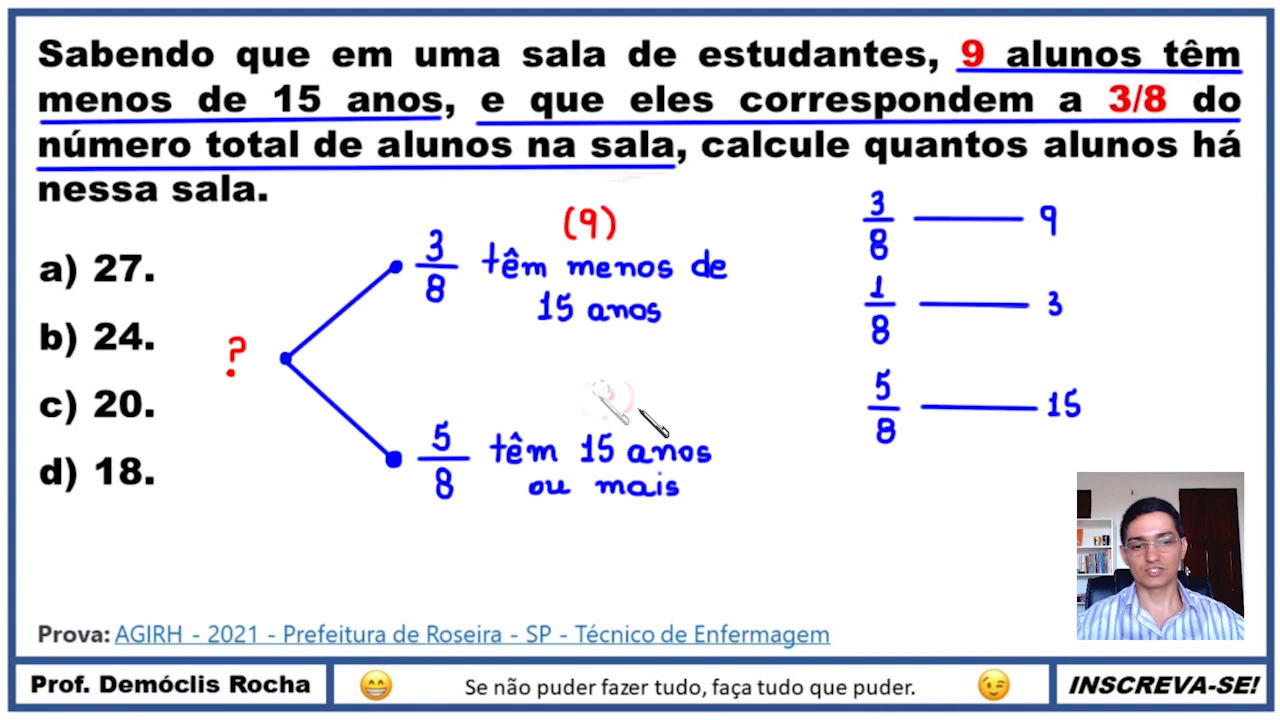 Sabendo que em uma sala de estudantes, 9 alunos têm
menos de 15 anos, e que eles correspondem a 3/8 do
número total de alunos na sala, calcule quantos alunos há
nessa sala.
a) 27.
b) 24.
c) 20.
d) 18.
?
(9)
3/8 têm menos de
15 anos
5/8 têm 15 anos
ou mais
3/8 — 9
1/8 — 3
5/8 — 15
Prova: AGIRH - 2021 - Prefeitura de Roseira - SP - Técnico de Enfermagem
Prof. Demóclis Rocha
Se não puder fazer tudo, faça tudo que puder.
INSCREVA-SE!